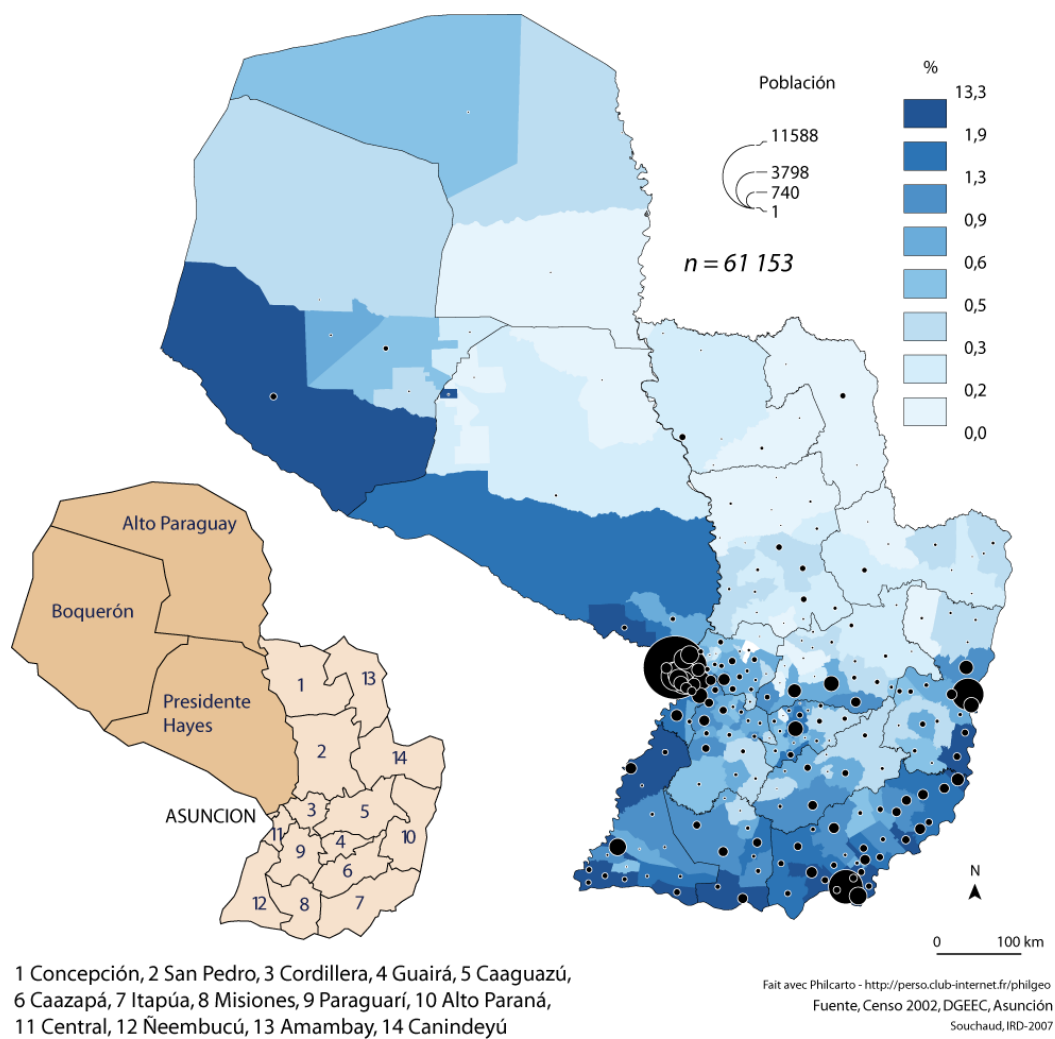 Población
11588
3798
740
1
n = 61 153
%
13,3
1,9
1,3
0,9
0,6
0,5
0,3
0,2
0,0
Alto Paraguay
Boquerón
Presidente
Hayes
ASUNCION
1
13
2
14
3
5
11
4
10
9
6
12
8
7
N
0 100 km
1 Concepción, 2 San Pedro, 3 Cordillera, 4 Guairá, 5 Caaguazú,
6 Caazapá, 7 Itapúa, 8 Misiones, 9 Paraguarí, 10 Alto Paraná,
11 Central, 12 Ñeembucú, 13 Amambay, 14 Canindeyú
Fait avec Philcarto - http://perso.club-internet.fr/philgeo
Fuente, Censo 2002, DGEEC, Asunción
Souchaud, IRD-2007